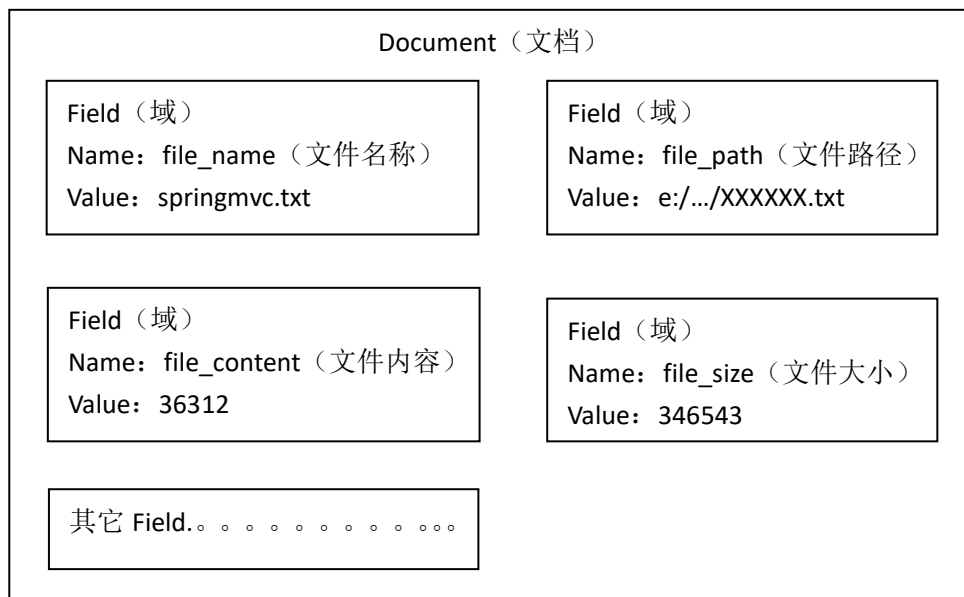 Document（文档）
Field（域）
Name：file_name（文件名称）
Value：springmvc.txt
Field（域）
Name：file_path（文件路径）
Value：e:/…/XXXXXX.txt
Field（域）
Name：file_content（文件内容）
Value：36312
Field（域）
Name：file_size（文件大小）
Value：346543
其它 Field.。。。。。。。。。。。。